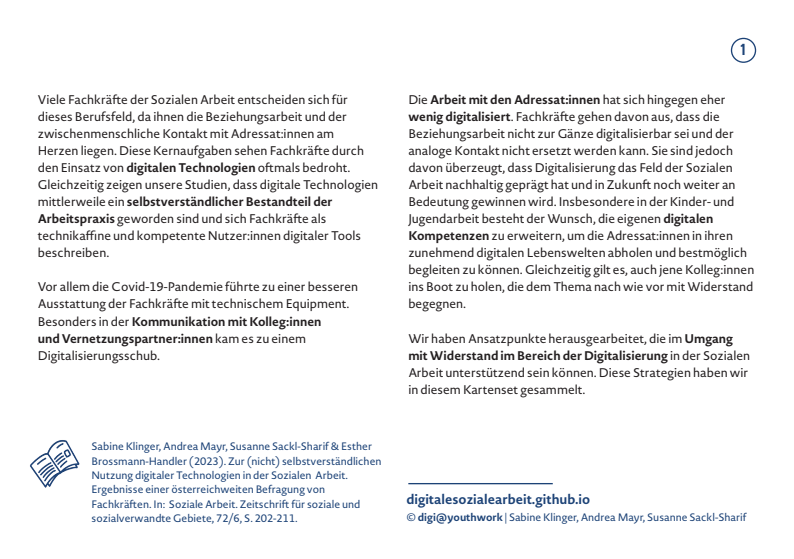 1
Viele Fachkräfte der Sozialen Arbeit entscheiden sich für
dieses Berufsfeld, da ihnen die Beziehungsarbeit und der
zwischenmenschliche Kontakt mit Adressat:innen am
Herzen liegen. Diese Kernaufgaben sehen Fachkräfte durch
den Einsatz von digitalen Technologien oftmals bedroht.
Gleichzeitig zeigen unsere Studien, dass digitale Technologien
mittlerweile ein selbstverständlicher Bestandteil der
Arbeitspraxis geworden sind und sich Fachkräfte als
technikaffine und kompetente Nutzer:innen digitaler Tools
beschreiben.
Vor allem die Covid-19-Pandemie führte zu einer besseren
Ausstattung der Fachkräfte mit technischem Equipment.
Besonders in der Kommunikation mit Kolleg:innen
und Vernetzungspartner:innen kam es zu einem
Digitalisierungsschub.
Die Arbeit mit den Adressat:innen hat sich hingegen eher
wenig digitalisiert. Fachkräfte gehen davon aus, dass die
Beziehungsarbeit nicht zur Gänze digitalisierbar sei und der
analoge Kontakt nicht ersetzt werden kann. Sie sind jedoch
davon überzeugt, dass Digitalisierung das Feld der Sozialen
Arbeit nachhaltig geprägt hat und in Zukunft noch weiter an
Bedeutung gewinnen wird. Insbesondere in der Kinder- und
Jugendarbeit besteht der Wunsch, die eigenen digitalen
Kompetenzen zu erweitern, um die Adressat:innen in ihren
zunehmend digitalen Lebenswelten abholen und bestmöglich
begleiten zu können. Gleichzeitig gilt es, auch jene Kolleg:innen
ins Boot zu holen, die dem Thema nach wie vor mit Widerstand
begegnen.
Wir haben Ansatzpunkte herausgearbeitet, die im Umgang
mit Widerstand im Bereich der Digitalisierung in der Sozialen
Arbeit unterstützend sein können. Diese Strategien haben wir
in diesem Kartenset gesammelt.
Sabine Klinger, Andrea Mayr, Susanne Sackl-Sharif & Esther
Brossmann-Handler (2023). Zur (nicht) selbstverständlichen
Nutzung digitaler Technologien in der Sozialen Arbeit.
Ergebnisse einer österreichweiten Befragung von
Fachkräften. In: Soziale Arbeit. Zeitschrift für soziale und
sozialverwandte Gebiete, 72/6, S. 202-211.
digitalesozialearbeit.github.io
© digi@youthwork | Sabine Klinger, Andrea Mayr, Susanne Sackl-Sharif